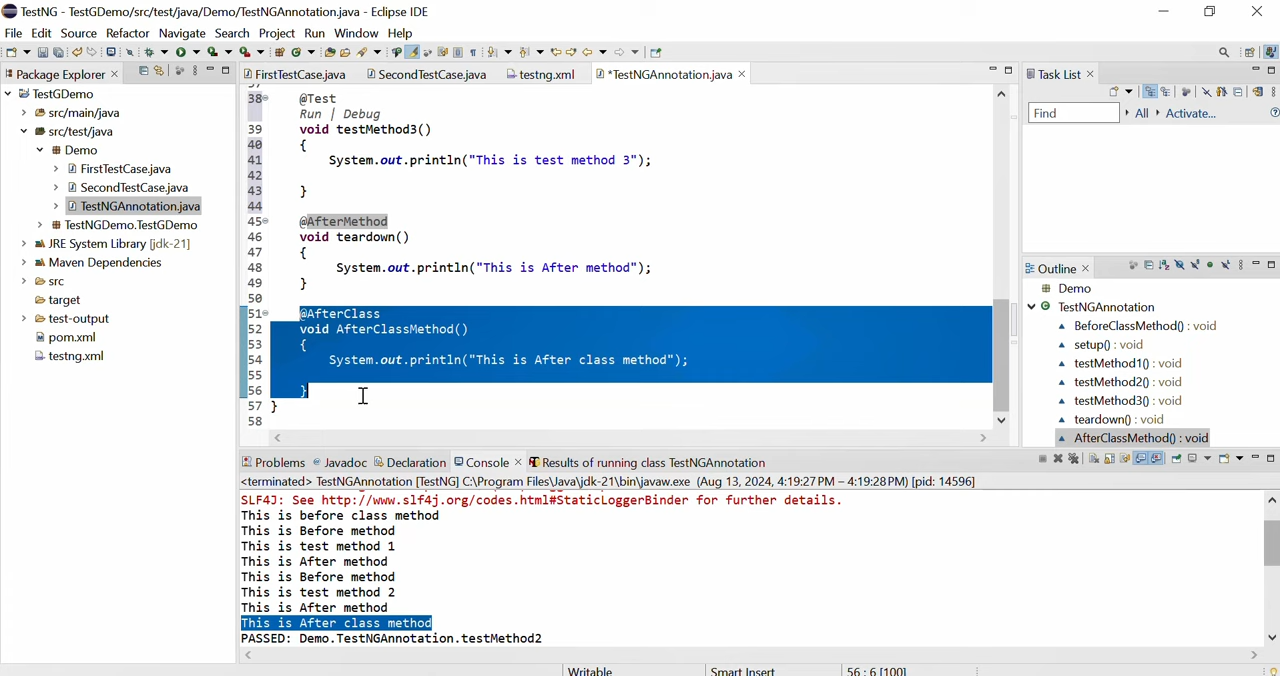 TestNG - TestGDemo/src/test/java/Demo/TestNGAnnotation.java - Eclipse IDE
File Edit Source Refactor Navigate Search Project Run Window Help
Package Explorer
FirstTestCase.java SecondTestCase.java testng.xml *TestNGAnnotation.java
Task List
TestGDemo
src/main/java
src/test/java
Demo
FirstTestCase.java
SecondTestCase.java
TestNGAnnotation.java
TestNGDemo.TestGDemo
JRE System Library [jdk-21]
Maven Dependencies
src
target
test-output
pom.xml
testng.xml
38 @Test
Run | Debug
39 void testMethod3()
40 {
41 System.out.println("This is test method 3");
42
43 }
44
45 @AfterMethod
46 void teardown()
47 {
48 System.out.println("This is After method");
49 }
50
51 @AfterClass
52 void AfterClassMethod()
53 {
54 System.out.println("This is After class method");
55
56 }
57 }
58
Find All Activate...
Outline
Demo
TestNGAnnotation
BeforeClassMethod() : void
setup() : void
testMethod1() : void
testMethod2() : void
testMethod3() : void
teardown() : void
AfterClassMethod() : void
Problems Javadoc Declaration Console Results of running class TestNGAnnotation
<terminated> TestNGAnnotation [TestNG] C:\Program Files\Java\jdk-21\bin\javaw.exe (Aug 13, 2024, 4:19:27 PM – 4:19:28 PM) [pid: 14596]
SLF4J: See http://www.slf4j.org/codes.html#StaticLoggerBinder for further details.
This is before class method
This is Before method
This is test method 1
This is After method
This is Before method
This is test method 2
This is After method
This is After class method
PASSED: Demo.TestNGAnnotation.testMethod2
Writable Smart Insert 56 : 6 [100]